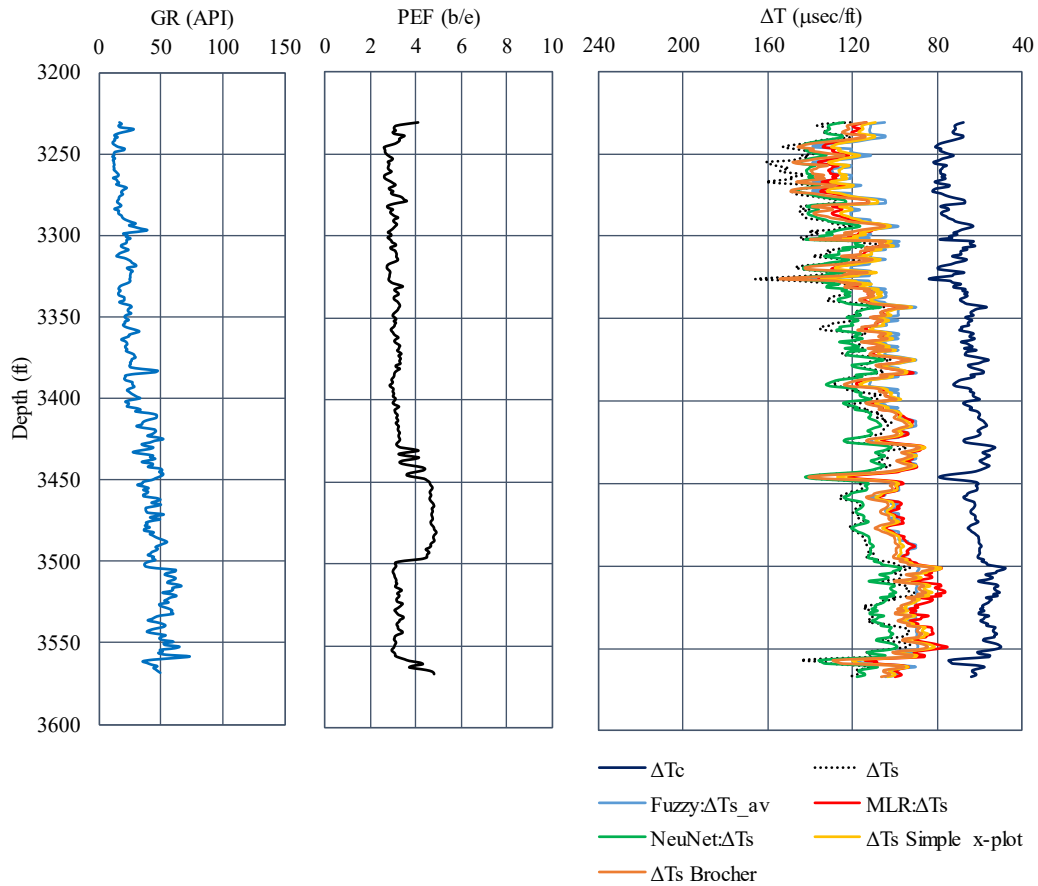 GR (API) PEF (b/e) ΔT (μsec/ft)
0 50 100 150 0 2 4 6 8 10 240 200 160 120 80 40
3200
3250
3300
3350
3400
3450
3500
3550
3600
Depth (ft)
ΔTc ΔTs
Fuzzy:ΔTs_av MLR:ΔTs
NeuNet:ΔTs ΔTs Simple x-plot
ΔTs Brocher